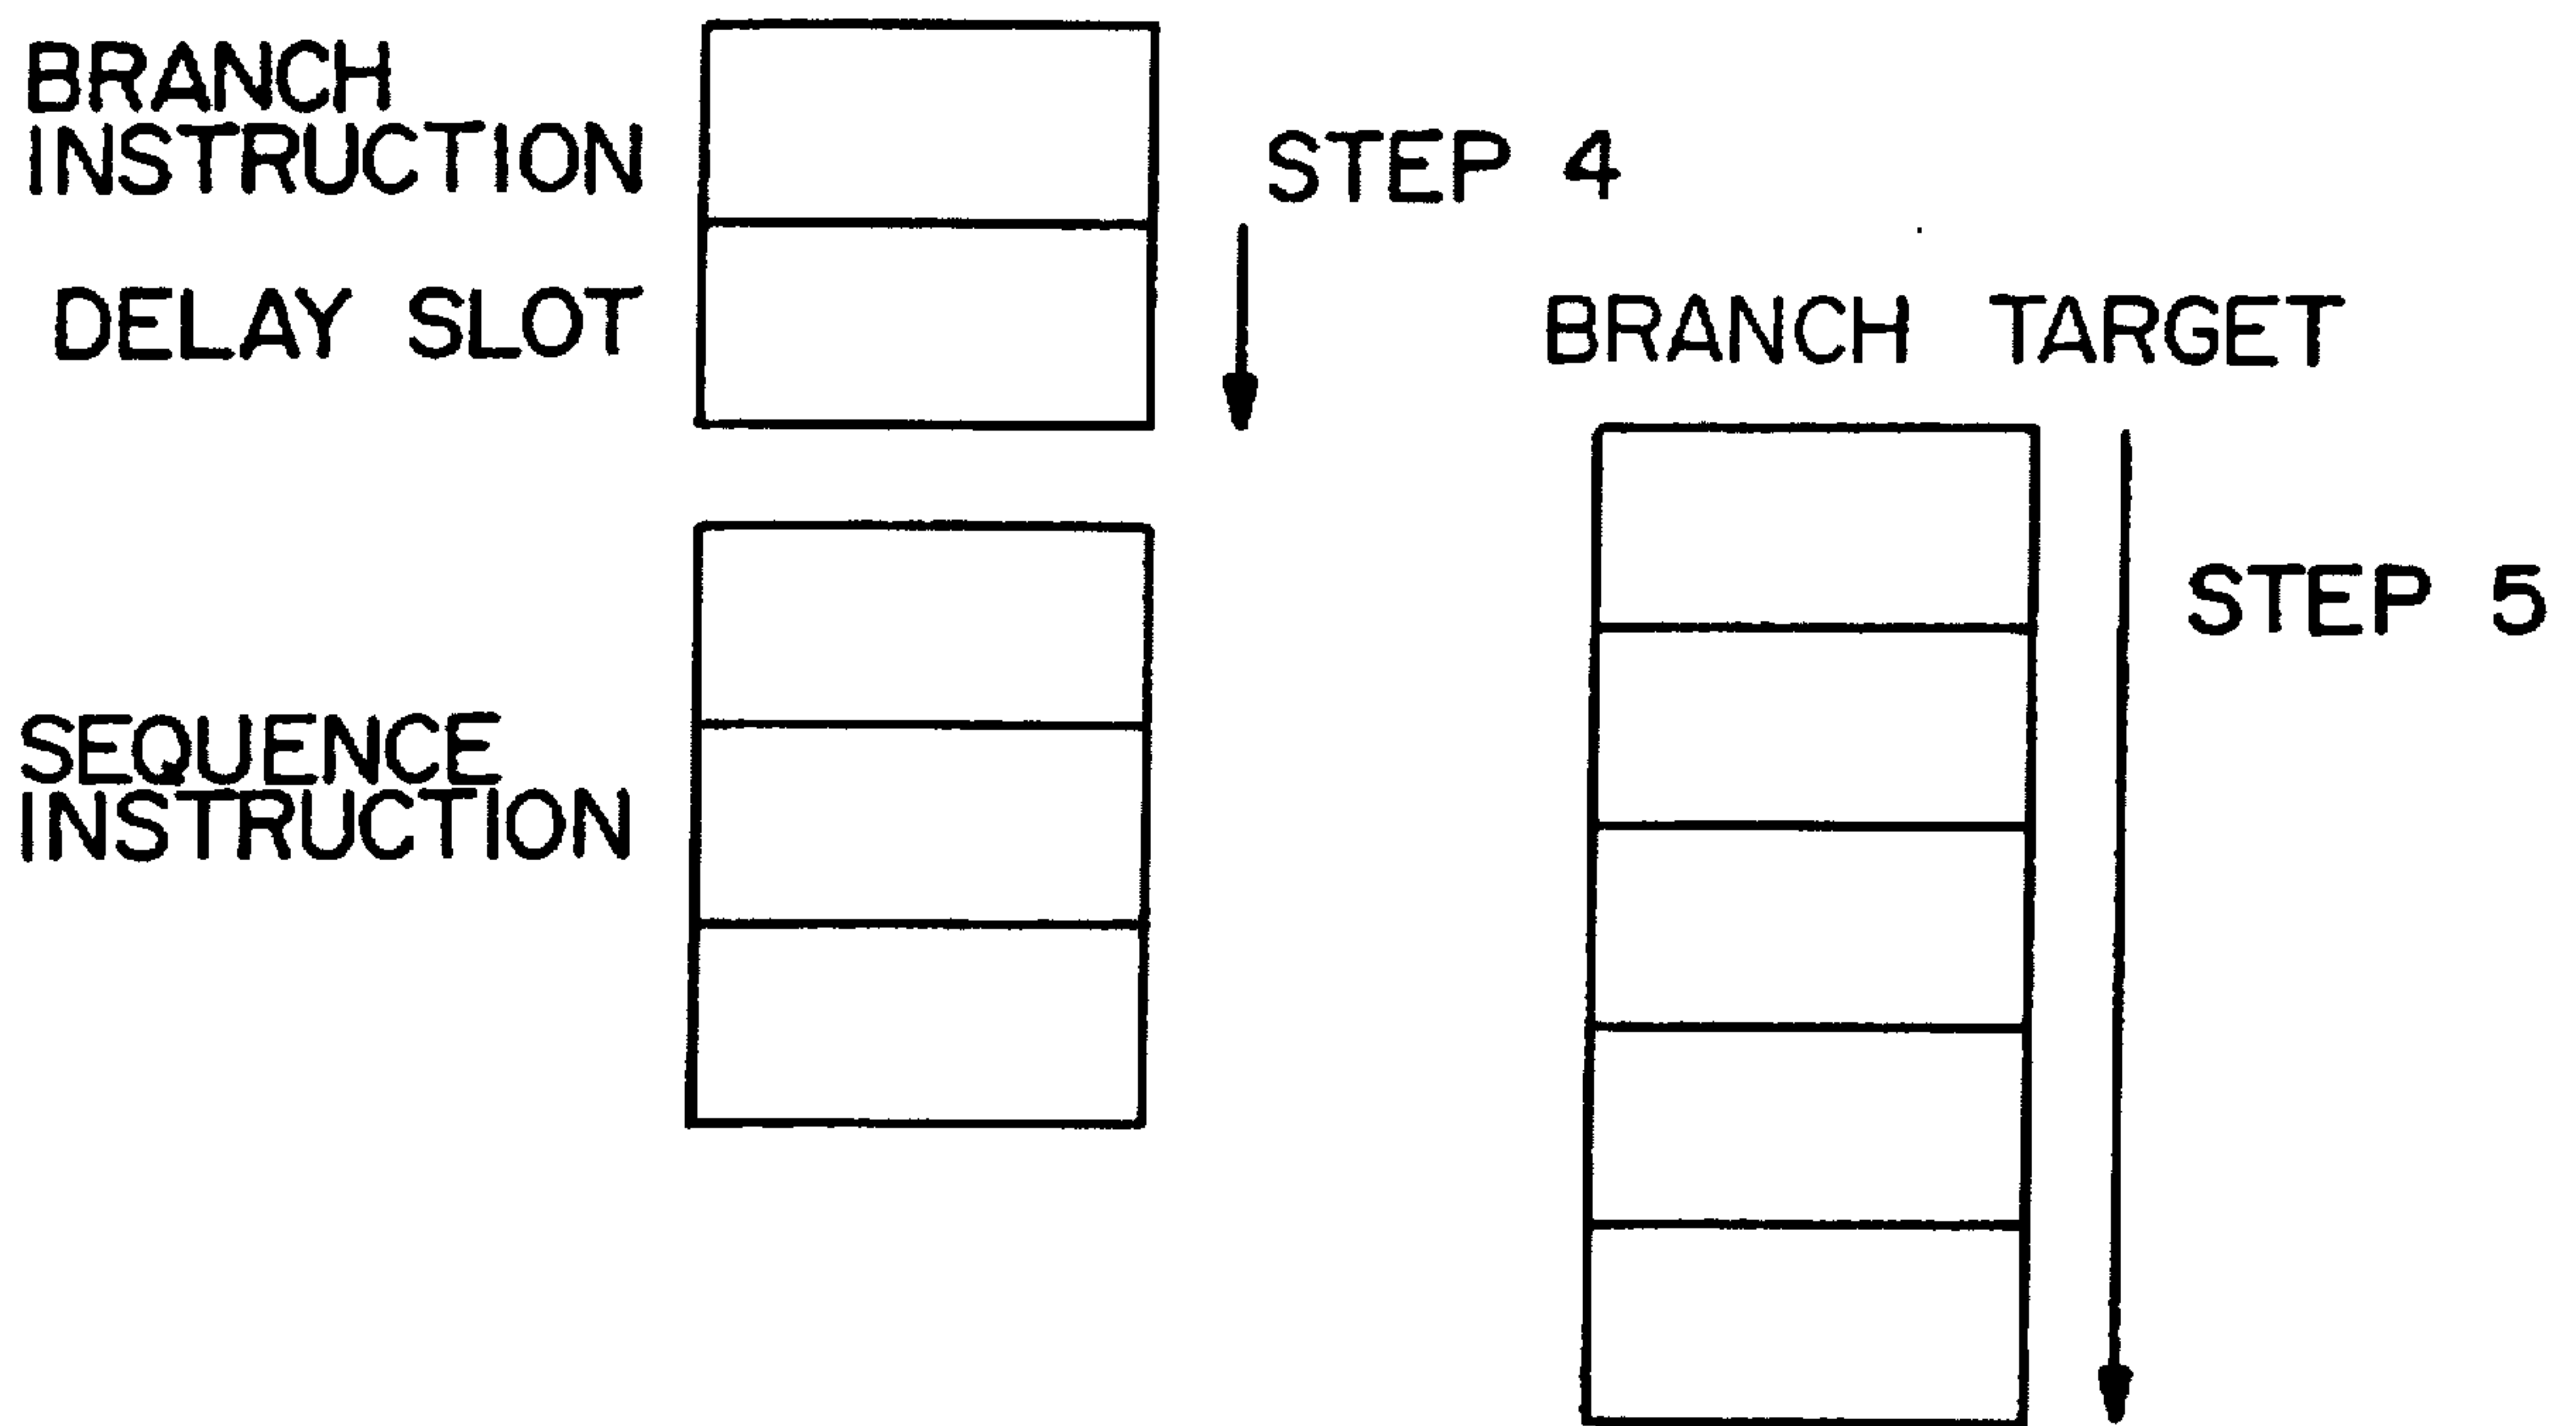 BRANCH
INSTRUCTION
STEP 4
DELAY SLOT
BRANCH TARGET
STEP 5
SEQUENCE
INSTRUCTION